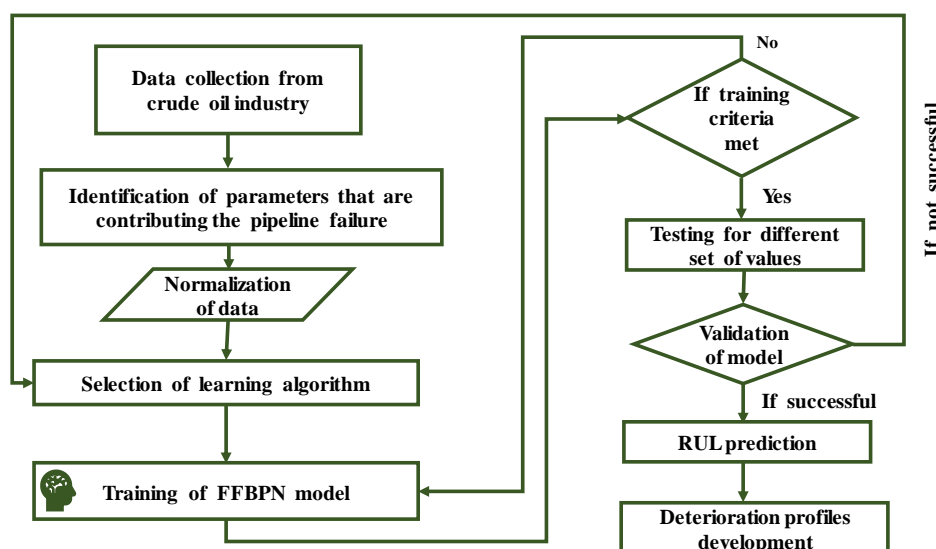 Data collection from
crude oil industry
Identification of parameters that are
contributing the pipeline failure
Normalization
of data
Selection of learning algorithm
Training of FFBPN model
No
If training
criteria
met
Yes
Testing for different
set of values
Validation
of model
If not successful
If successful
RUL prediction
Deterioration profiles
development